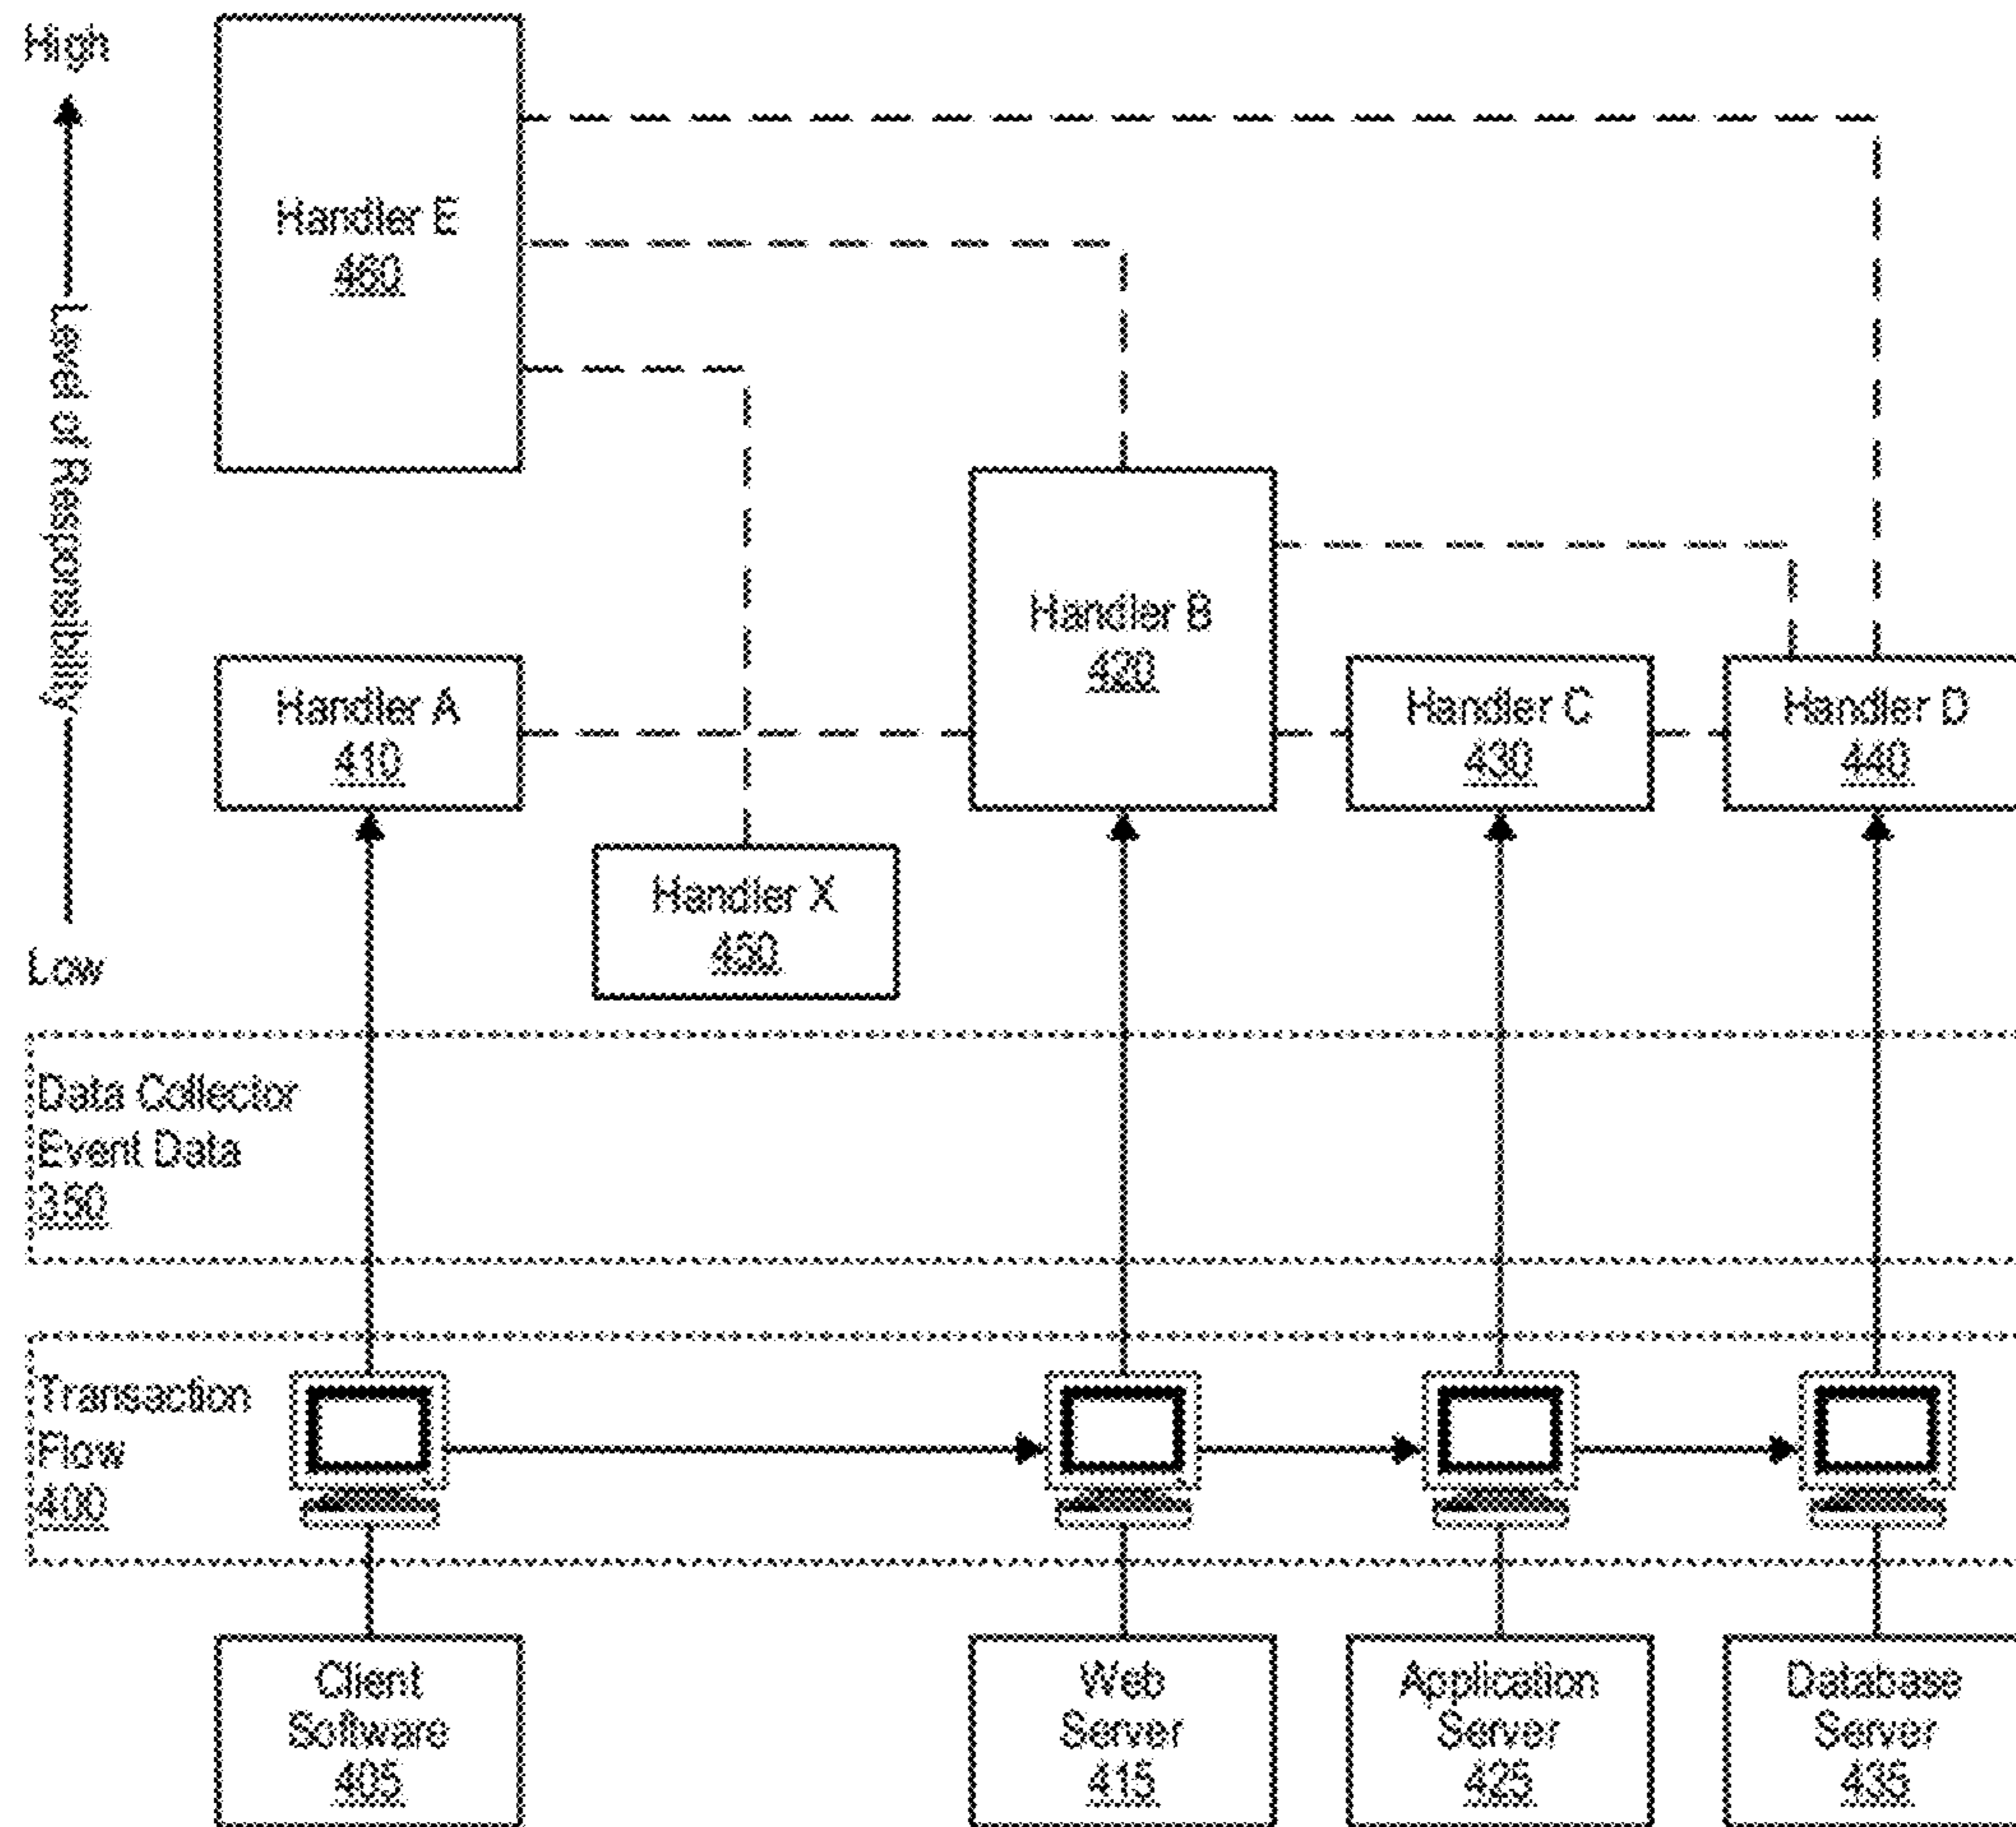 High
Handler E
460
Level of Responsibility
Handler B
420
Handler A
410
Handler C
430
Handler D
440
Handler X
450
Low
Data Collector
Event Data
350
Transaction
Flow
400
Client
Software
405
Web
Server
415
Application
Server
425
Database
Server
435